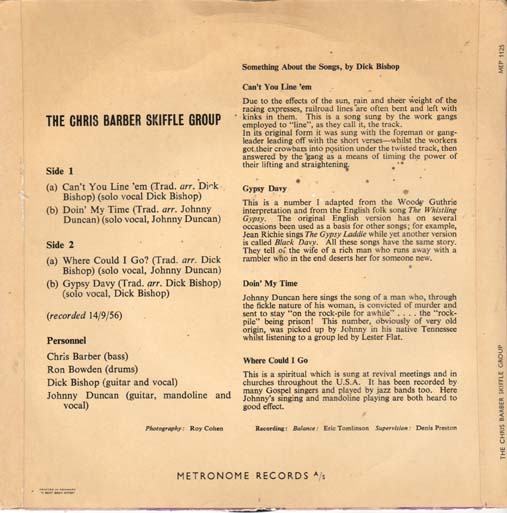 THE CHRIS BARBER SKIFFLE GROUP
Side 1
(a) Can't You Line 'em (Trad. arr. Dick
Bishop) (solo vocal Dick Bishop)
(b) Doin' My Time (Trad. arr. Johnny
Duncan) (solo vocal, Johnny Duncan)
Side 2
(a) Where Could I Go? (Trad. arr. Dick
Bishop) (solo vocal, Johnny Duncan)
(b) Gypsy Davy (Trad. arr. Dick Bishop)
(solo vocal, Dick Bishop)
(recorded 14/9/56)
Personnel
Chris Barber (bass)
Ron Bowden (drums)
Dick Bishop (guitar and vocal)
Johnny Duncan (guitar, mandoline and
vocal)
Something About the Songs, by Dick Bishop
Can't You Line 'em
Due to the effects of the sun, rain and sheer weight of the
racing expresses, railroad lines are often bent and left with
kinks in them. This is a song sung by the work gangs
employed to "line", as they call it, the track.
In its original form it was sung with the foreman or gang-
leader leading off with the short verses—whilst the workers
got their crowbars into position under the twisted track, then
answered by the gang as a means of timing the power of
their lifting and straightening.
Gypsy Davy
This is a number I adapted from the Woody Guthrie
interpretation and from the English folk song The Whistling
Gypsy. The original English version has on several
occasions been used as a basis for other songs; for example,
Jean Richie sings The Gypsy Laddie while yet another version
is called Black Davy. All these songs have the same story.
They tell of the wife of a rich man who runs away with a
rambler who in the end deserts her for someone new.
Doin' My Time
Johnny Duncan here sings the song of a man who, through
the fickle nature of his woman, is convicted of murder and
sent to stay "on the rock-pile for awhile" . . . . the "rock-
pile" being prison! This number, obviously of very old
origin, was picked up by Johnny in his native Tennessee
whilst listening to a group led by Lester Flat.
Where Could I Go
This is a spiritual which is sung at revival meetings and in
churches throughout the U.S.A. It has been recorded by
many Gospel singers and played by jazz bands too. Here
Johnny's singing and mandoline playing are both heard to
good effect.
Photography: Roy Cohen
Recording: Balance: Eric Tomlinson Supervision: Denis Preston
METRONOME RECORDS A/s
MEP 1125
THE CHRIS BARBER SKIFFLE GROUP